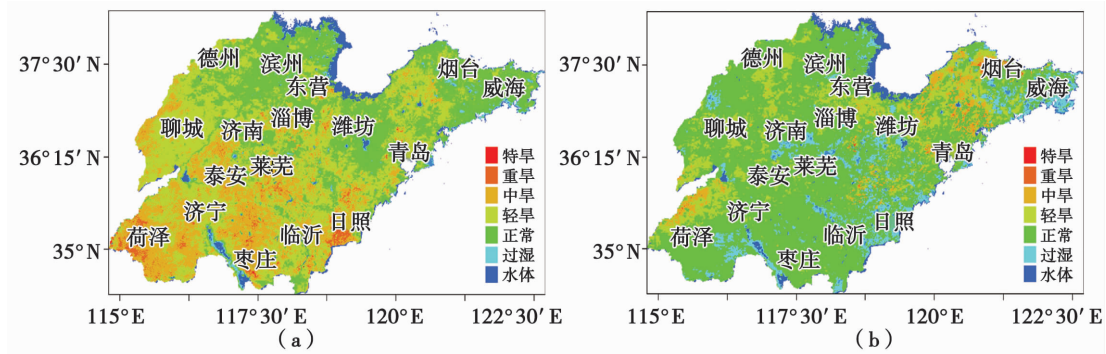 37°30′N
36°15′N
35°N
德州
滨州
东营
烟台
威海
聊城
济南
淄博
潍坊
青岛
泰安
莱芜
济宁
日照
菏泽
临沂
枣庄
特旱
重旱
中旱
轻旱
正常
过湿
水体
115°E
117°30′E
120°E
122°30′E
(a)
37°30′N
36°15′N
35°N
德州
滨州
东营
烟台
威海
聊城
济南
淄博
潍坊
青岛
泰安
莱芜
济宁
日照
菏泽
临沂
枣庄
特旱
重旱
中旱
轻旱
正常
过湿
水体
115°E
117°30′E
120°E
122°30′E
(b)